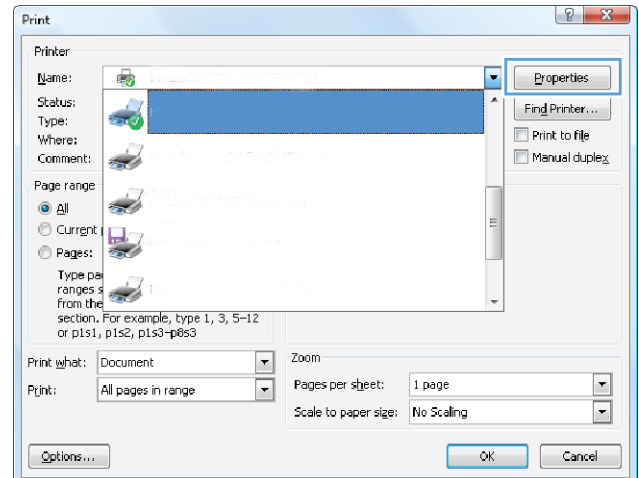 Print
Printer
Name:
Properties
Status:
Find Printer...
Type:
Where:
Print to file
Comment:
Manual duplex
Page range
All
Current
Pages:
Type
ranges
from the
section. For example, type 1, 3, 5–12
or p1s1, p1s2, p1s3–p8s3
Print what: Document
Print: All pages in range
Zoom
Pages per sheet: 1 page
Scale to paper size: No Scaling
Options...
OK
Cancel